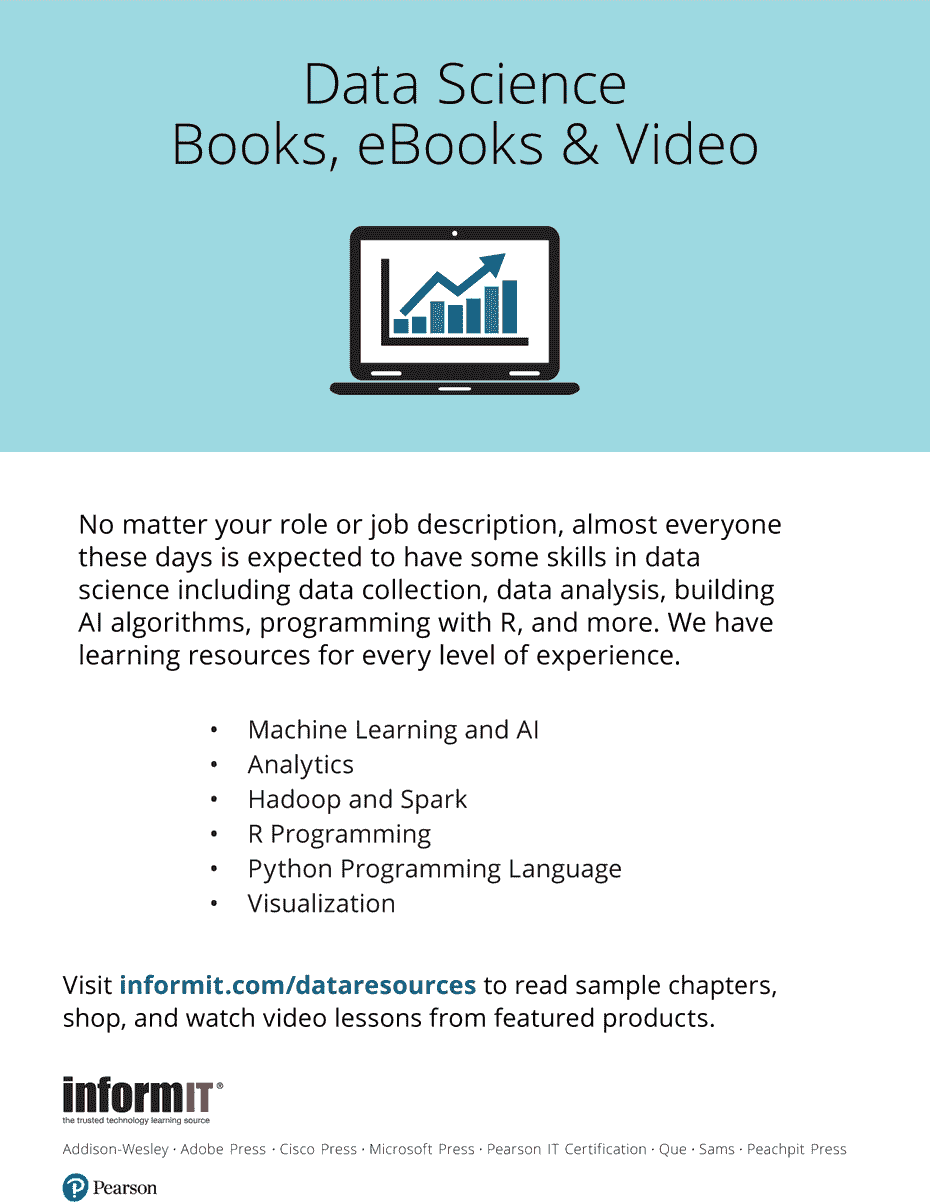 Data Science
Books, eBooks & Video
No matter your role or job description, almost everyone
these days is expected to have some skills in data
science including data collection, data analysis, building
AI algorithms, programming with R, and more. We have
learning resources for every level of experience.
• Machine Learning and AI
• Analytics
• Hadoop and Spark
• R Programming
• Python Programming Language
• Visualization
Visit informit.com/dataresources to read sample chapters,
shop, and watch video lessons from featured products.
informIT®
the trusted technology learning source
Addison-Wesley · Adobe Press · Cisco Press · Microsoft Press · Pearson IT Certification · Que · Sams · Peachpit Press
P Pearson